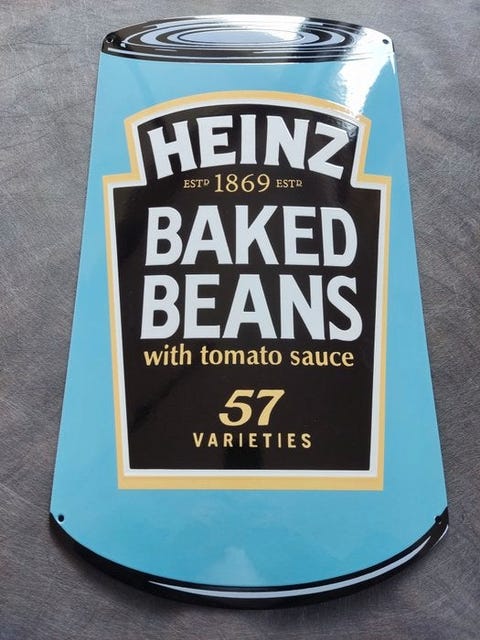 HEINZ
ESTD 1869 ESTD
BAKED
BEANS
with tomato sauce
57
VARIETIES